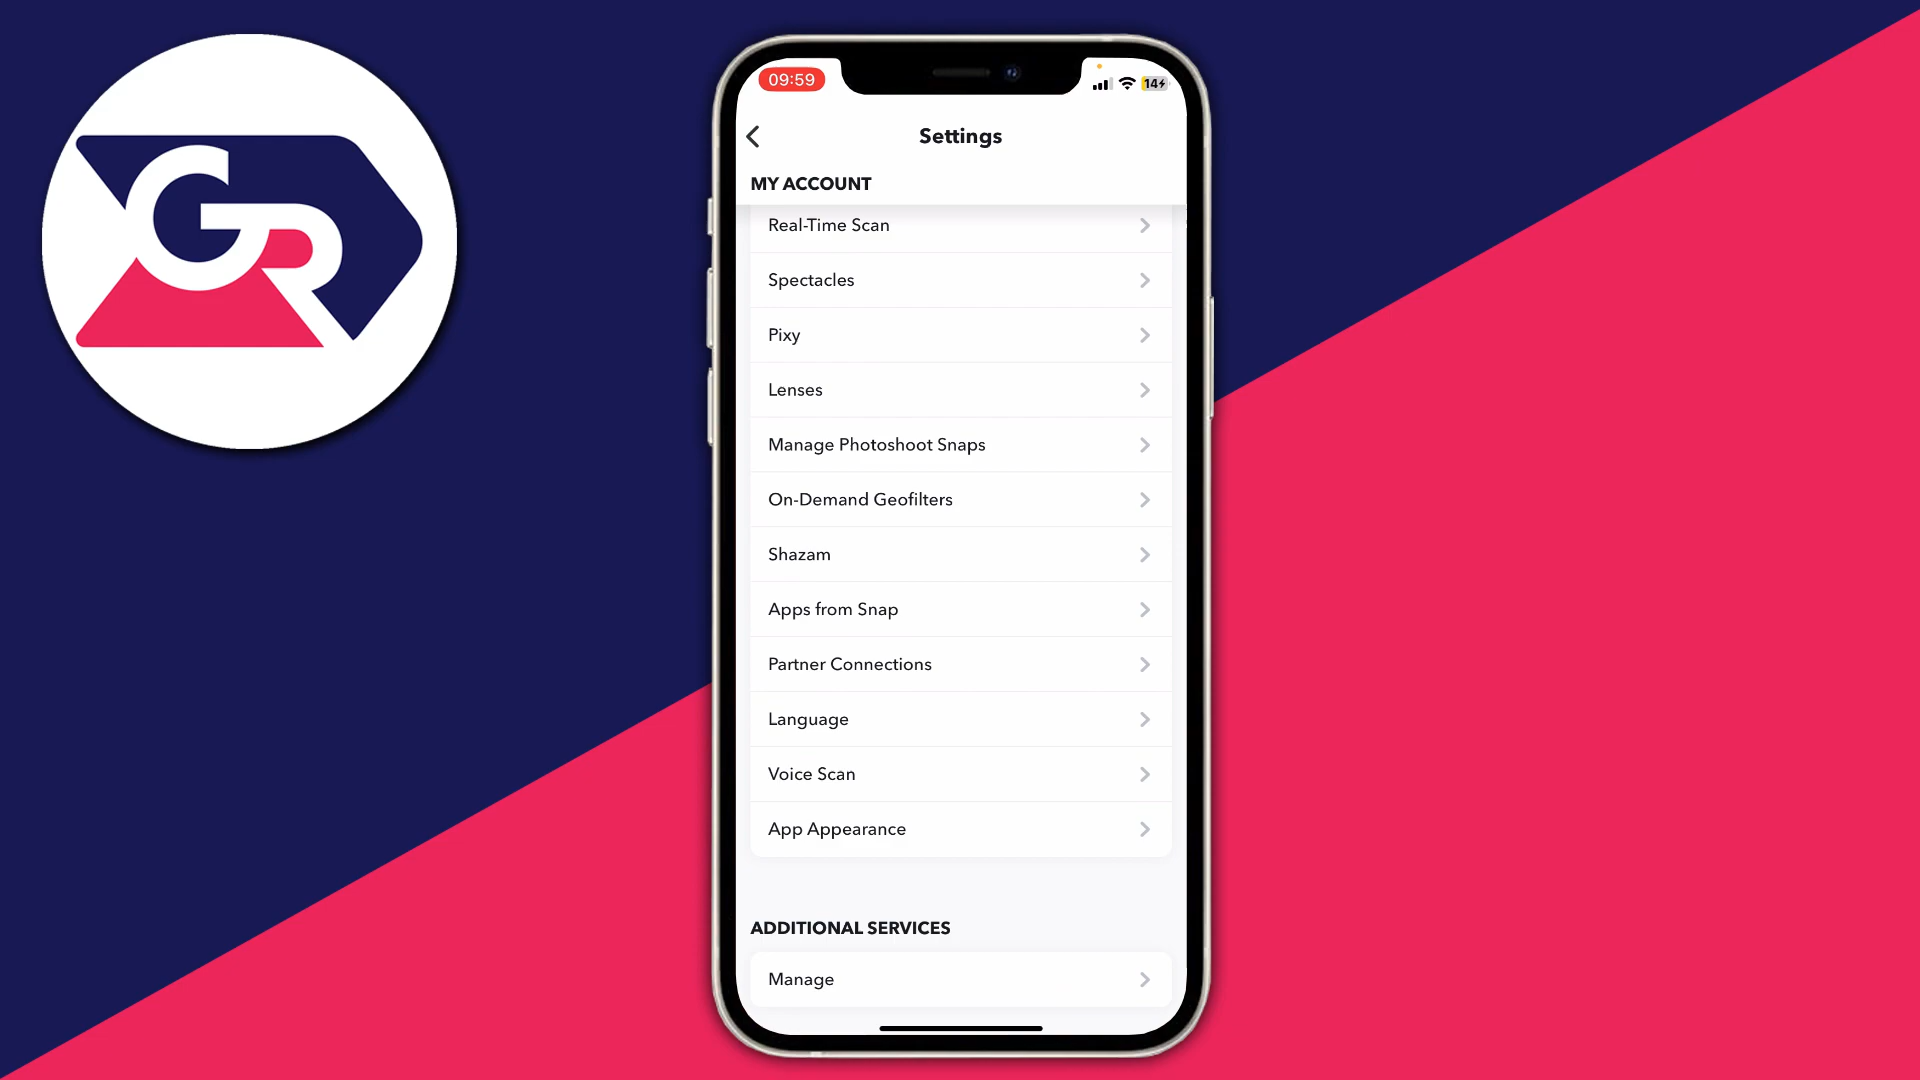 GR
09:59
14
Settings
MY ACCOUNT
Real-Time Scan
Spectacles
Pixy
Lenses
Manage Photoshoot Snaps
On-Demand Geofilters
Shazam
Apps from Snap
Partner Connections
Language
Voice Scan
App Appearance
ADDITIONAL SERVICES
Manage